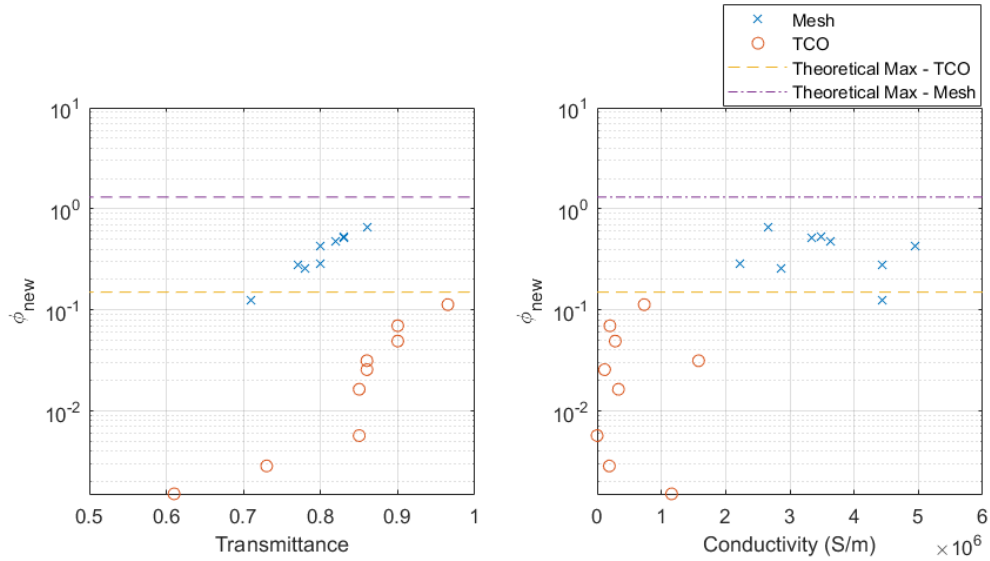 Mesh
TCO
Theoretical Max - TCO
Theoretical Max - Mesh
10^1
10^0
10^-1
10^-2
ϕ_new
0.5 0.6 0.7 0.8 0.9 1
Transmittance
10^1
10^0
10^-1
10^-2
ϕ_new
0 1 2 3 4 5 6
Conductivity (S/m)
× 10^6